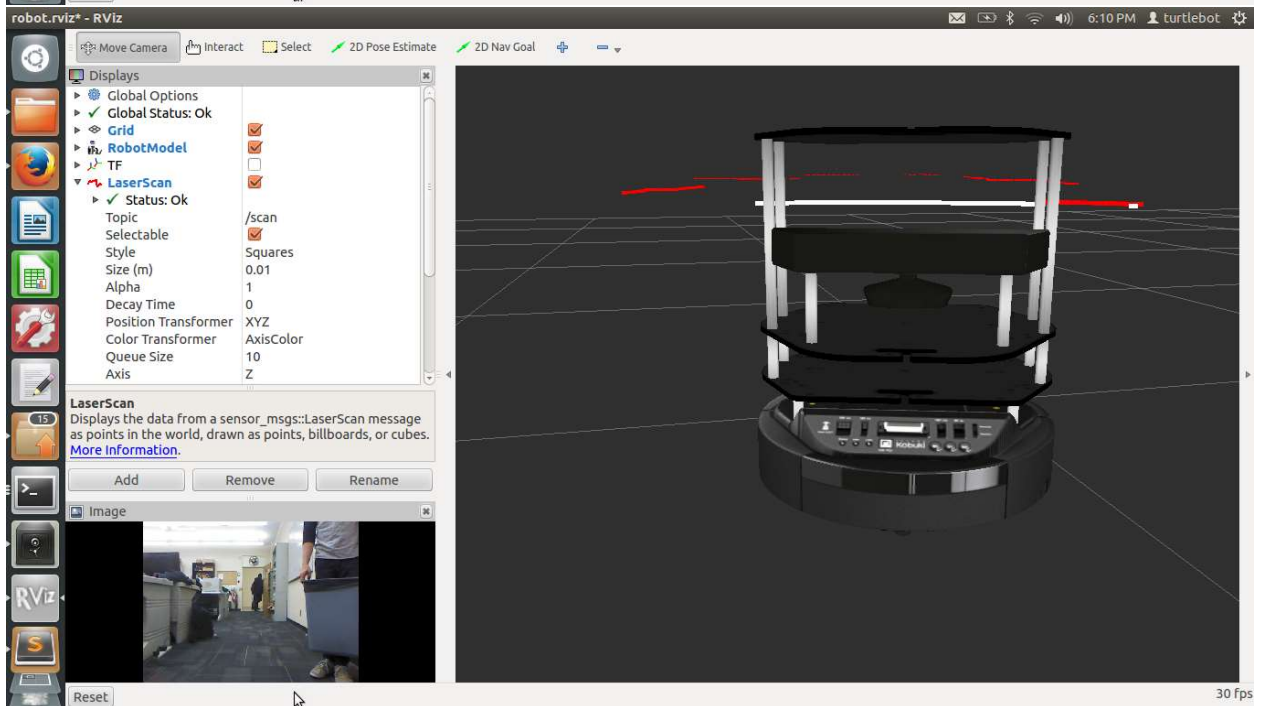 robot.rviz* - RViz
6:10 PM turtlebot
Move Camera Interact Select 2D Pose Estimate 2D Nav Goal
Displays
Global Options
Global Status: Ok
Grid
RobotModel
TF
LaserScan
Status: Ok
Topic /scan
Selectable
Style Squares
Size (m) 0.01
Alpha 1
Decay Time 0
Position Transformer XYZ
Color Transformer AxisColor
Queue Size 10
Axis Z
LaserScan
Displays the data from a sensor_msgs::LaserScan message
as points in the world, drawn as points, billboards, or cubes.
More Information.
Add Remove Rename
Image
15
>_
RViz
S
Kobuki
Reset
30 fps